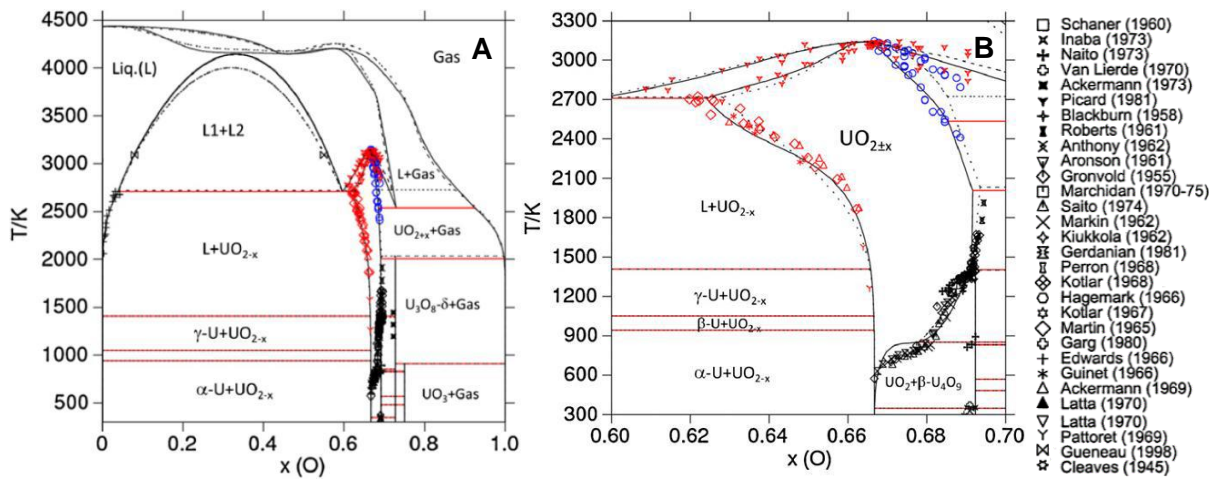 4500
4000
3500
3000
2500
2000
1500
1000
500
T/K
0.0
0.2
0.4
0.6
0.8
1.0
x (O)
A
Liq.(L)
Gas
L1+L2
L+Gas
UO2+x+Gas
L+UO2-x
U3O8-δ+Gas
γ-U+UO2-x
α-U+UO2-x
UO3+Gas
3300
3000
2700
2400
2100
1800
1500
1200
900
600
300
T/K
0.60
0.62
0.64
0.66
0.68
0.70
x (O)
B
UO2±x
L+UO2-x
γ-U+UO2-x
β-U+UO2-x
α-U+UO2-x
UO2+β-U4O9
Schaner (1960)
Inaba (1973)
Naito (1973)
Van Lierde (1970)
Ackermann (1973)
Picard (1981)
Blackburn (1958)
Roberts (1961)
Anthony (1962)
Aronson (1961)
Gronvold (1955)
Marchidan (1970-75)
Saito (1974)
Markin (1962)
Kiukkola (1962)
Gerdanian (1981)
Perron (1968)
Kotlar (1968)
Hagemark (1966)
Kotlar (1967)
Martin (1965)
Garg (1980)
Edwards (1966)
Guinet (1966)
Ackermann (1969)
Latta (1970)
Latta (1970)
Pattoret (1969)
Gueneau (1998)
Cleaves (1945)